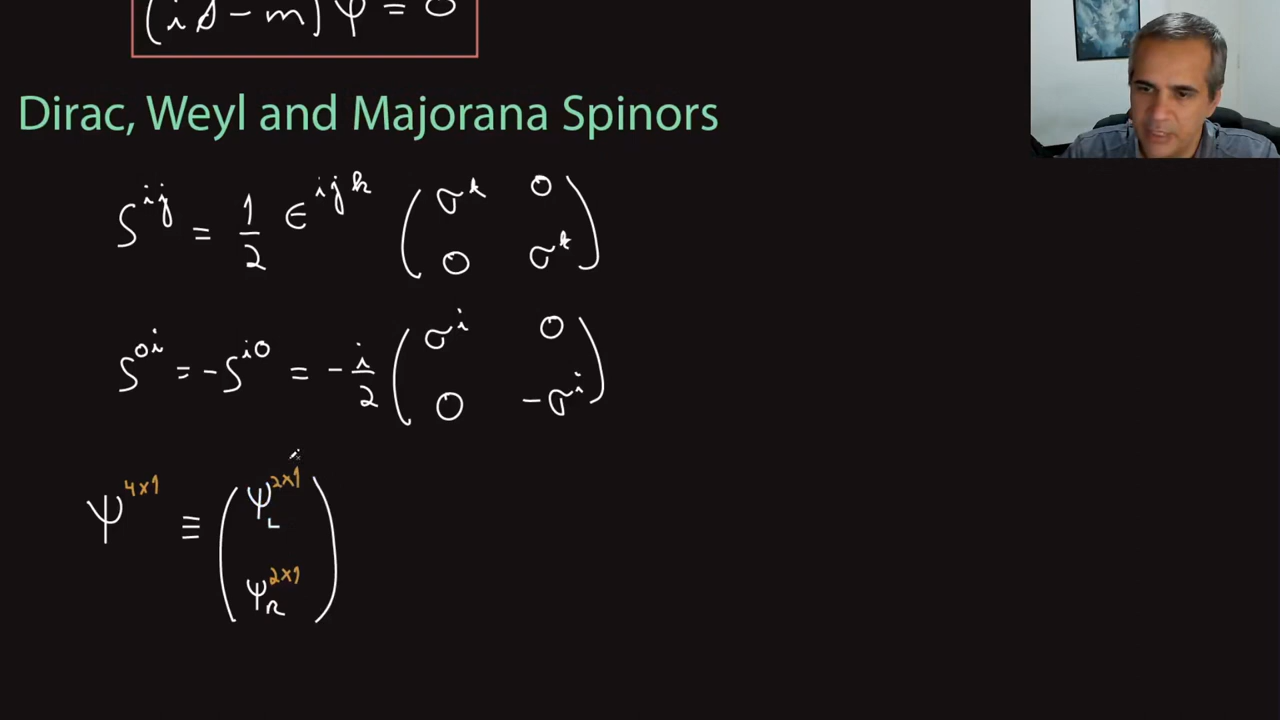 (i∂̸ − m) ψ = 0
Dirac, Weyl and Majorana Spinors
S^{ij} = 1/2 ε^{ijk} ( σ^k 0 ; 0 σ^k )
S^{0i} = −S^{i0} = −i/2 ( σ^i 0 ; 0 −σ^i )
ψ^{4×1} ≡ ( ψ_L^{2×1} ; ψ_R^{2×1} )